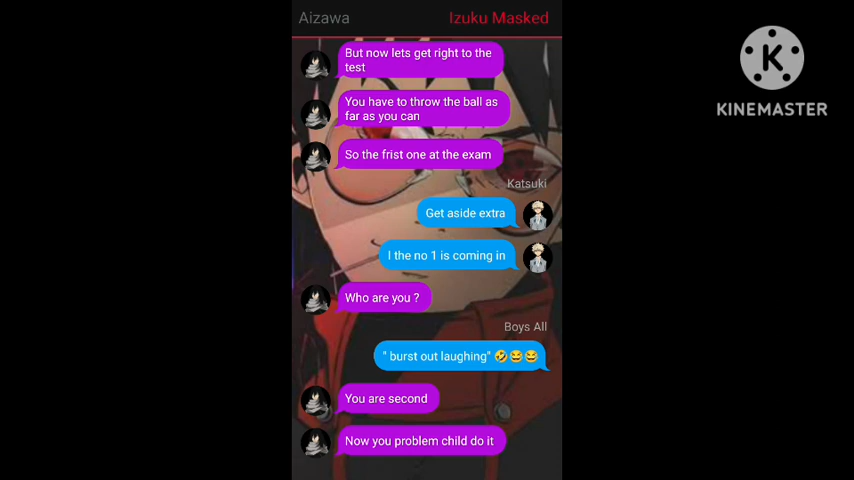 Aizawa
Izuku Masked
But now lets get right to the
test
You have to throw the ball as
far as you can
So the frist one at the exam
Katsuki
Get aside extra
I the no 1 is coming in
Who are you ?
Boys All
" burst out laughing" 🤣😂😂
You are second
Now you problem child do it
K
KINEMASTER